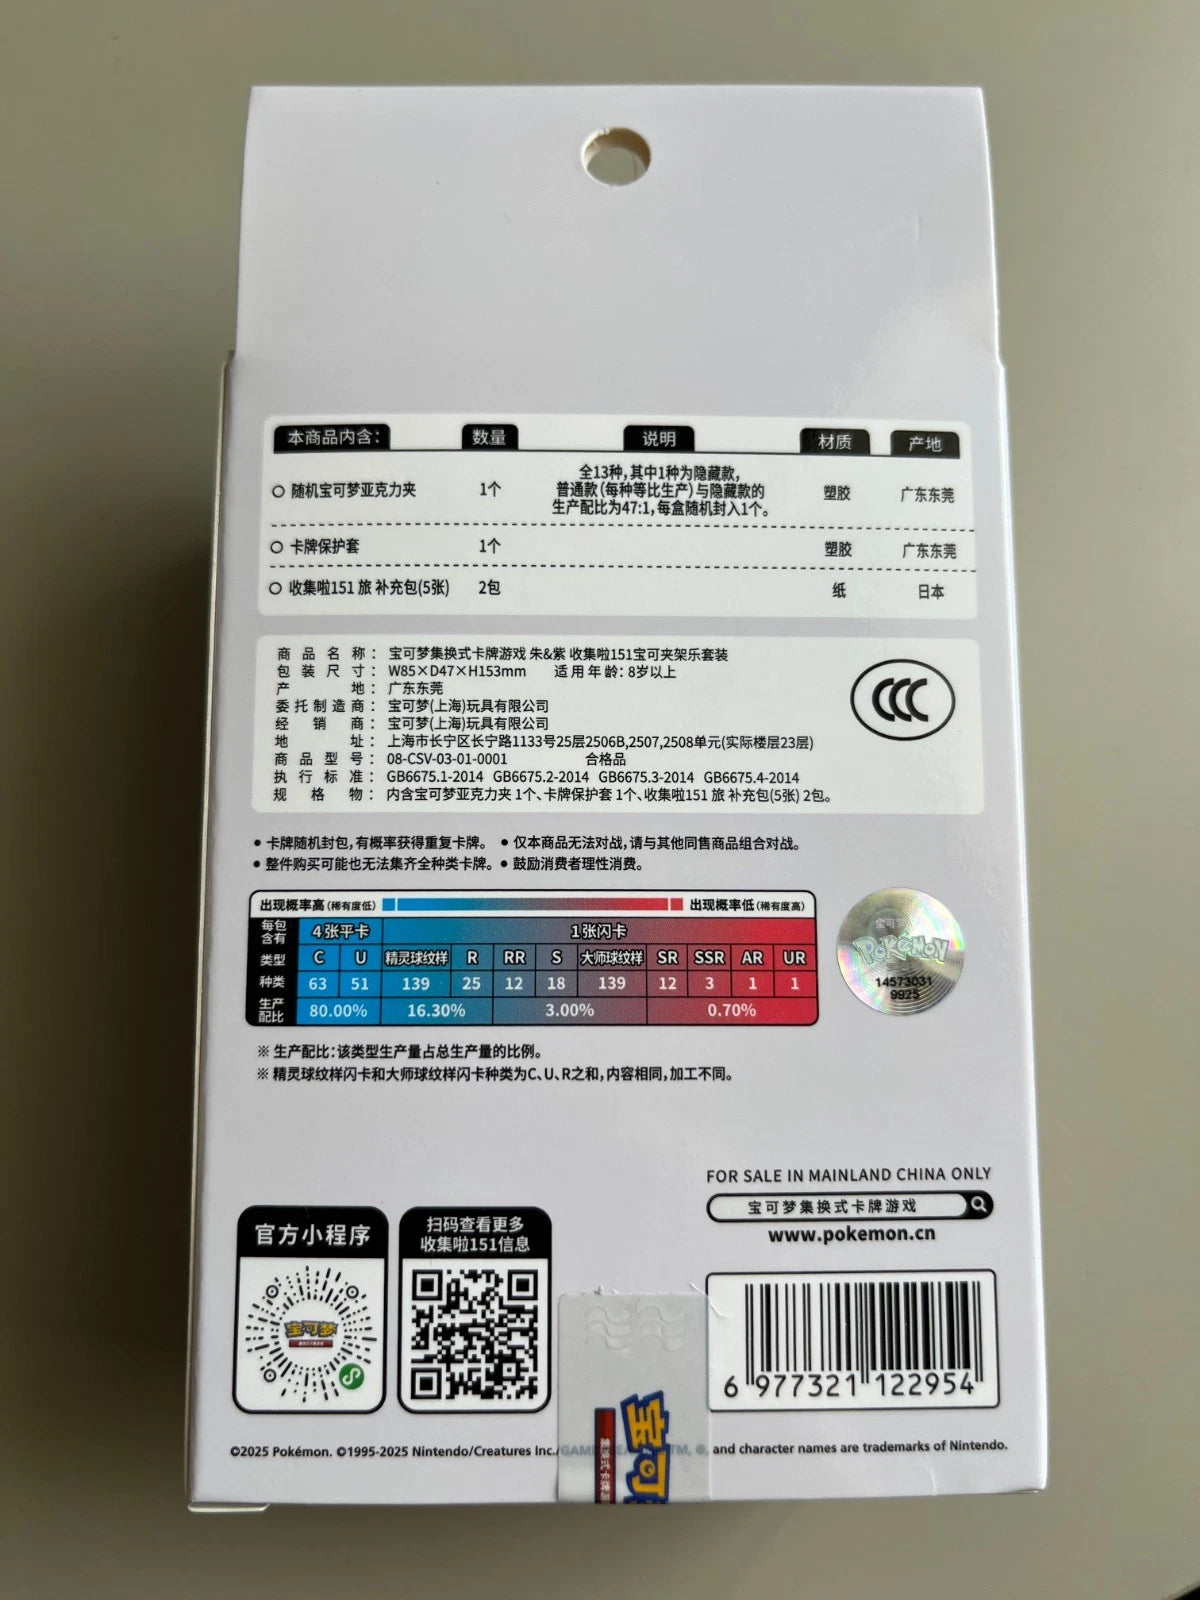 本商品内含： 数量 说明 材质 产地
随机宝可梦亚克力夹 1个 全13种，其中1种为隐藏款， 塑胶 广东东莞
普通款（每种等比生产）与隐藏款的
生产配比为47:1，每盒随机封入1个。
卡牌保护套 1个 塑胶 广东东莞
收集啦151 旅 补充包(5张) 2包 纸 日本
商品名称： 宝可梦集换式卡牌游戏 朱&紫 收集啦151宝可夹架乐套装
包装尺寸： W85×D47×H153mm 适用年龄：8岁以上
产地： 广东东莞
委托制造商： 宝可梦(上海)玩具有限公司
经销商： 宝可梦(上海)玩具有限公司
地址： 上海市长宁区长宁路1133号25层2506B,2507,2508单元(实际楼层23层)
商品型号： 08-CSV-03-01-0001 合格品
执行标准： GB6675.1-2014 GB6675.2-2014 GB6675.3-2014 GB6675.4-2014
规格物： 内含宝可梦亚克力夹 1个、卡牌保护套 1个、收集啦151 旅 补充包(5张) 2包。
CCC
● 卡牌随机封包，有概率获得重复卡牌。 ● 仅本商品无法对战，请与其他同售商品组合对战。
● 整件购买可能也无法集齐全种类卡牌。 ● 鼓励消费者理性消费。
出现概率高（稀有度低） 出现概率低（稀有度高）
每包含有 4张平卡 1张闪卡
类型 C U 精灵球纹样 R RR S 大师球纹样 SR SSR AR UR
种类 63 51 139 25 12 18 139 12 3 1 1
生产配比 80.00% 16.30% 3.00% 0.70%
宝可梦
POKéMON
14573031
9925
※ 生产配比：该类型生产量占总生产量的比例。
※ 精灵球纹样闪卡和大师球纹样闪卡种类为C、U、R之和，内容相同，加工不同。
FOR SALE IN MAINLAND CHINA ONLY
宝可梦集换式卡牌游戏
www.pokemon.cn
官方小程序
宝可梦
扫码查看更多
收集啦151信息
6 977321 122954
宝可
集换式卡牌游
©2025 Pokémon. ©1995-2025 Nintendo/Creatures Inc./GAME FREAK inc. TM, ®, and character names are trademarks of Nintendo.